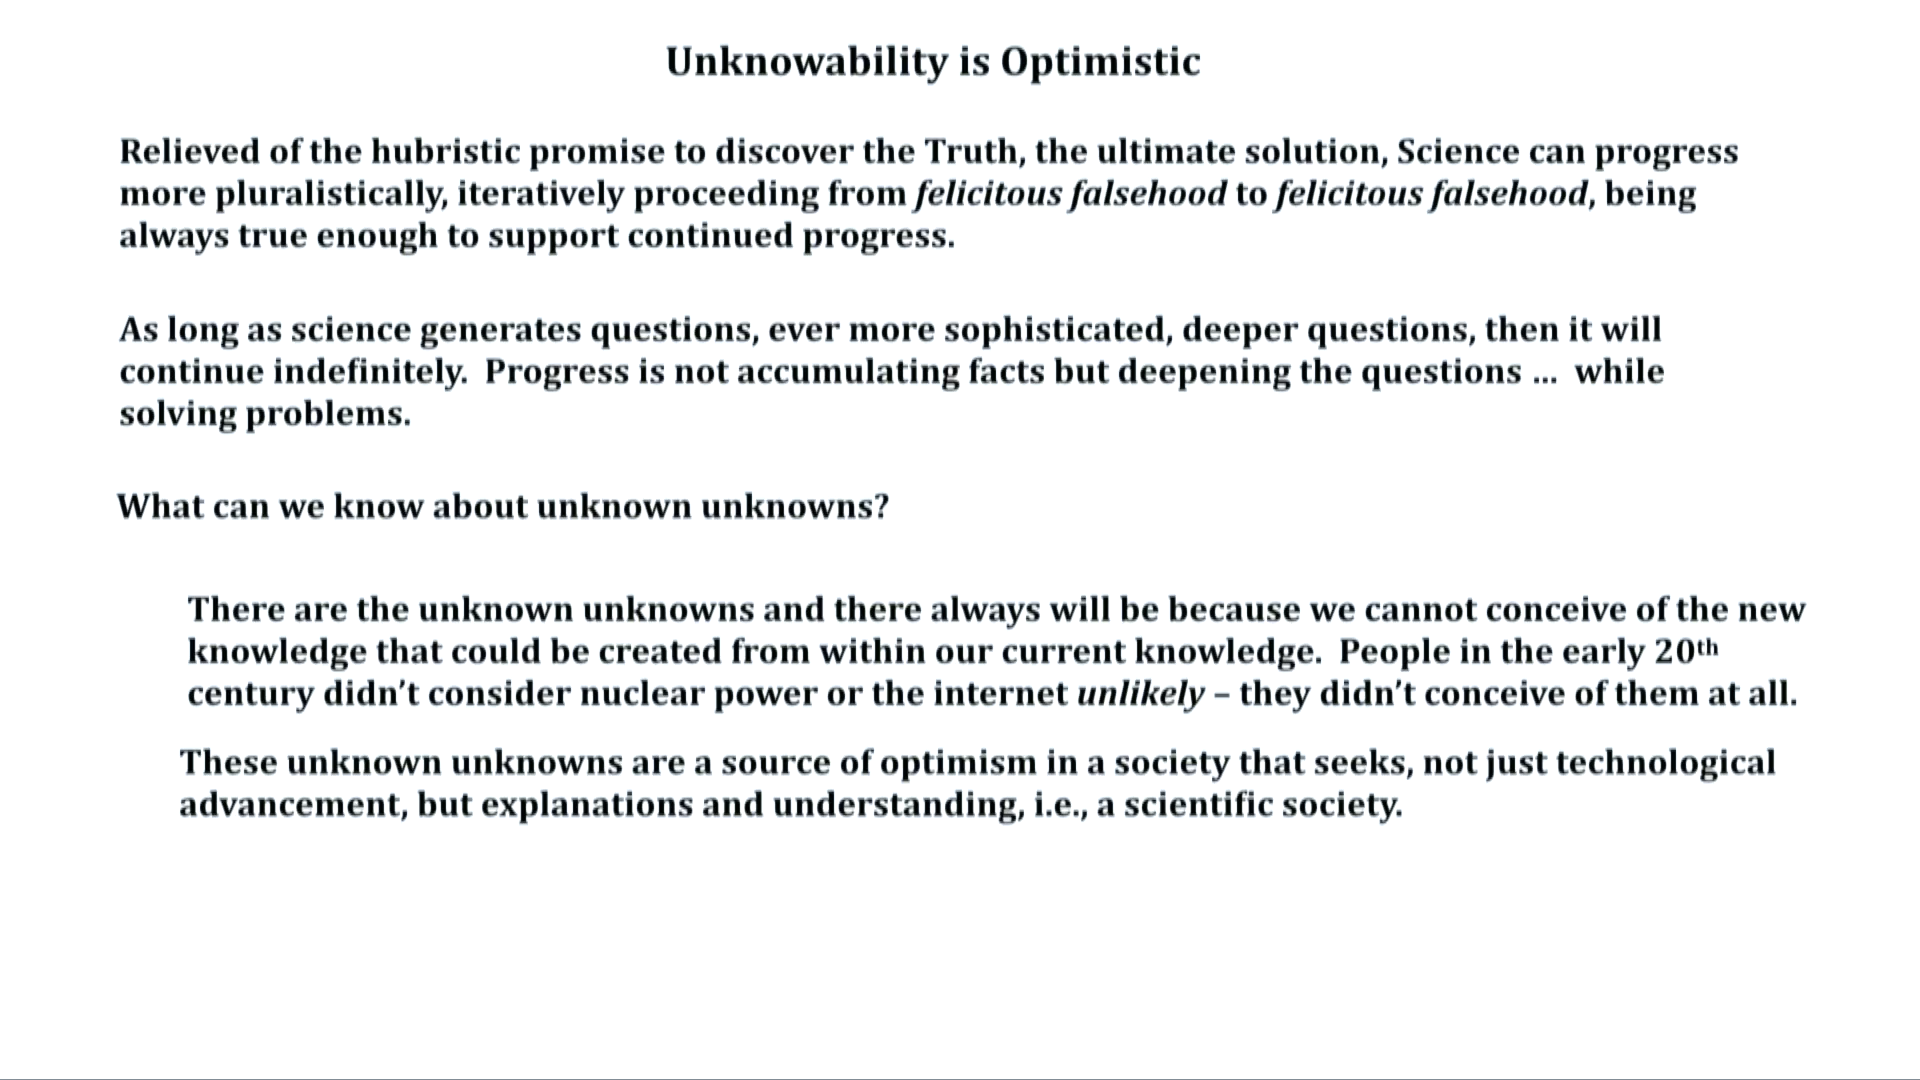 Unknowability is Optimistic
Relieved of the hubristic promise to discover the Truth, the ultimate solution, Science can progress
more pluralistically, iteratively proceeding from felicitous falsehood to felicitous falsehood, being
always true enough to support continued progress.
As long as science generates questions, ever more sophisticated, deeper questions, then it will
continue indefinitely.  Progress is not accumulating facts but deepening the questions ...  while
solving problems.
What can we know about unknown unknowns?
There are the unknown unknowns and there always will be because we cannot conceive of the new
knowledge that could be created from within our current knowledge.  People in the early 20th
century didn't consider nuclear power or the internet unlikely – they didn't conceive of them at all.
These unknown unknowns are a source of optimism in a society that seeks, not just technological
advancement, but explanations and understanding, i.e., a scientific society.